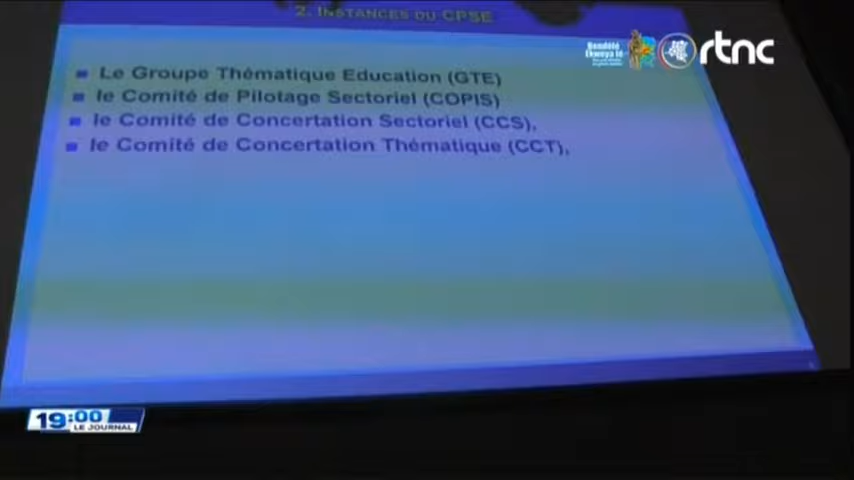 2. INSTANCES DU CPSE
Le Groupe Thématique Education (GTE)
le Comité de Pilotage Sectoriel (COPIS)
le Comité de Concertation Sectoriel (CCS),
le Comité de Concertation Thématique (CCT),
rtnc
19:00
LE JOURNAL